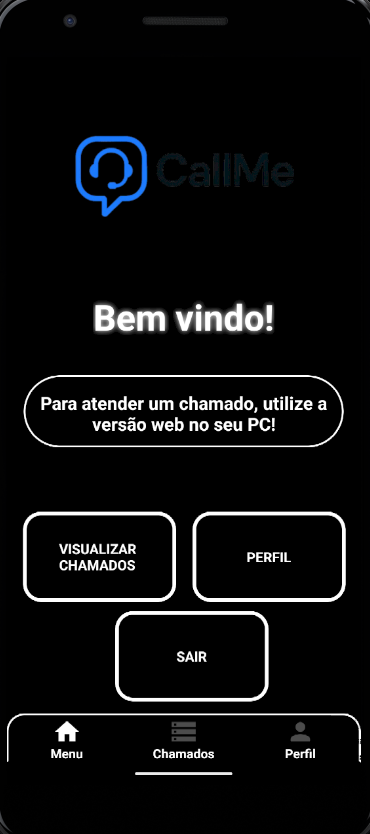 CallMe
Bem vindo!
Para atender um chamado, utilize a
versão web no seu PC!
VISUALIZAR
CHAMADOS
PERFIL
SAIR
Menu
Chamados
Perfil